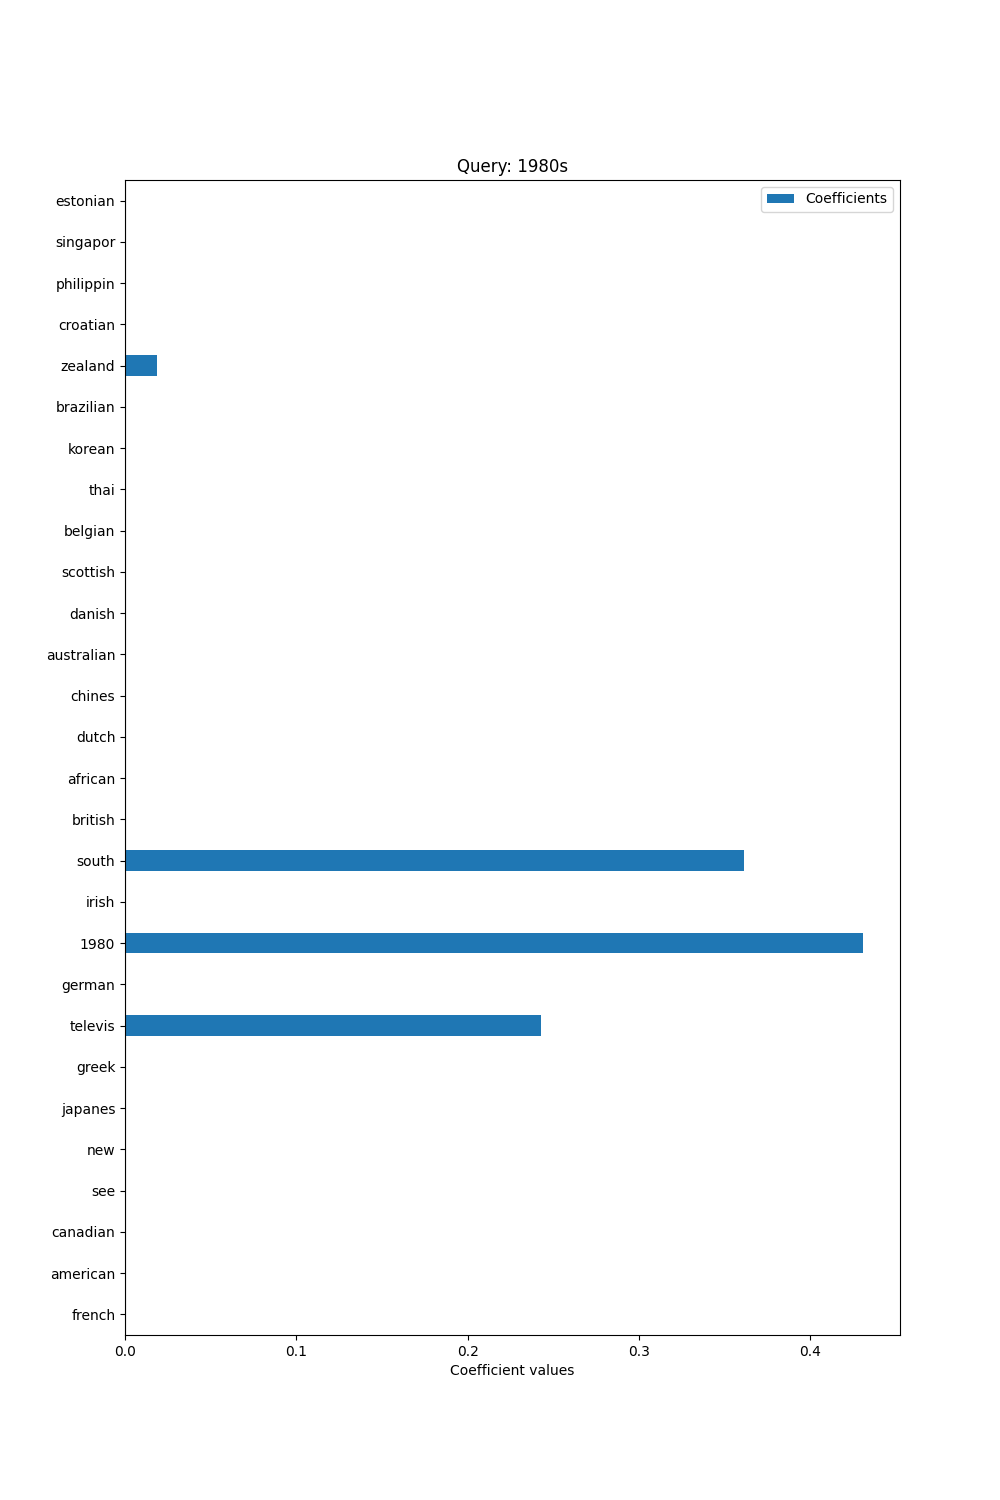 Query: 1980s
Coefficients
estonian
singapor
philippin
croatian
zealand
brazilian
korean
thai
belgian
scottish
danish
australian
chines
dutch
african
british
south
irish
1980
german
televis
greek
japanes
new
see
canadian
american
french
0.0 0.1 0.2 0.3 0.4
Coefficient values